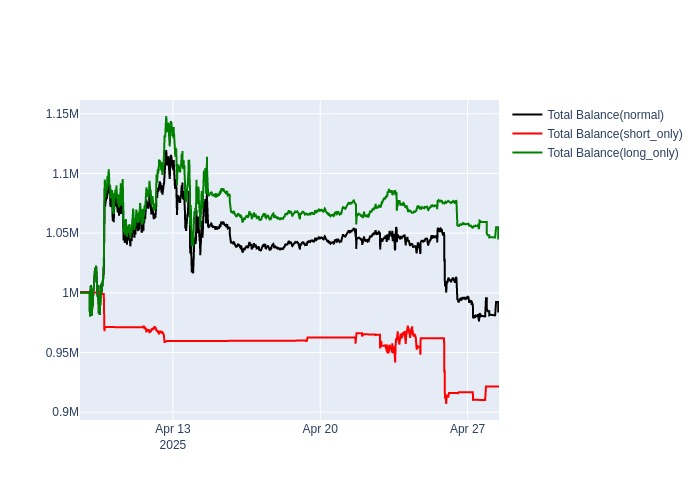 1.15M
1.1M
1.05M
1M
0.95M
0.9M
Apr 13
2025
Apr 20
Apr 27
Total Balance(normal)
Total Balance(short_only)
Total Balance(long_only)